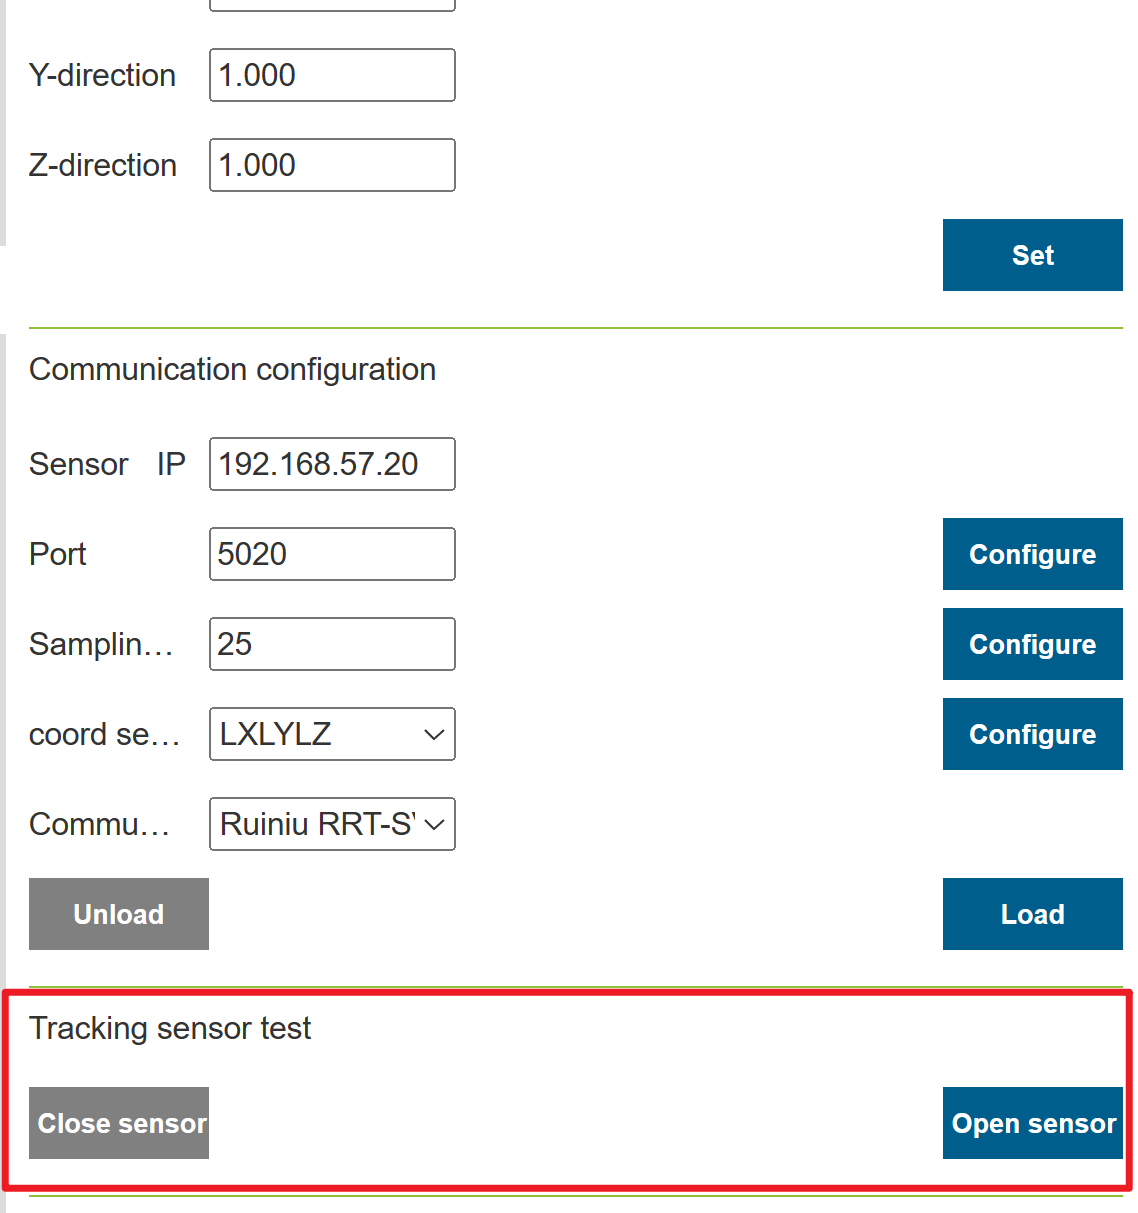 Y-direction 1.000
Z-direction 1.000
Set
Communication configuration
Sensor IP 192.168.57.20
Port 5020 Configure
Samplin… 25 Configure
coord se… LXLYLZ Configure
Commu… Ruiniu RRT-S
Unload Load
Tracking sensor test
Close sensor Open sensor